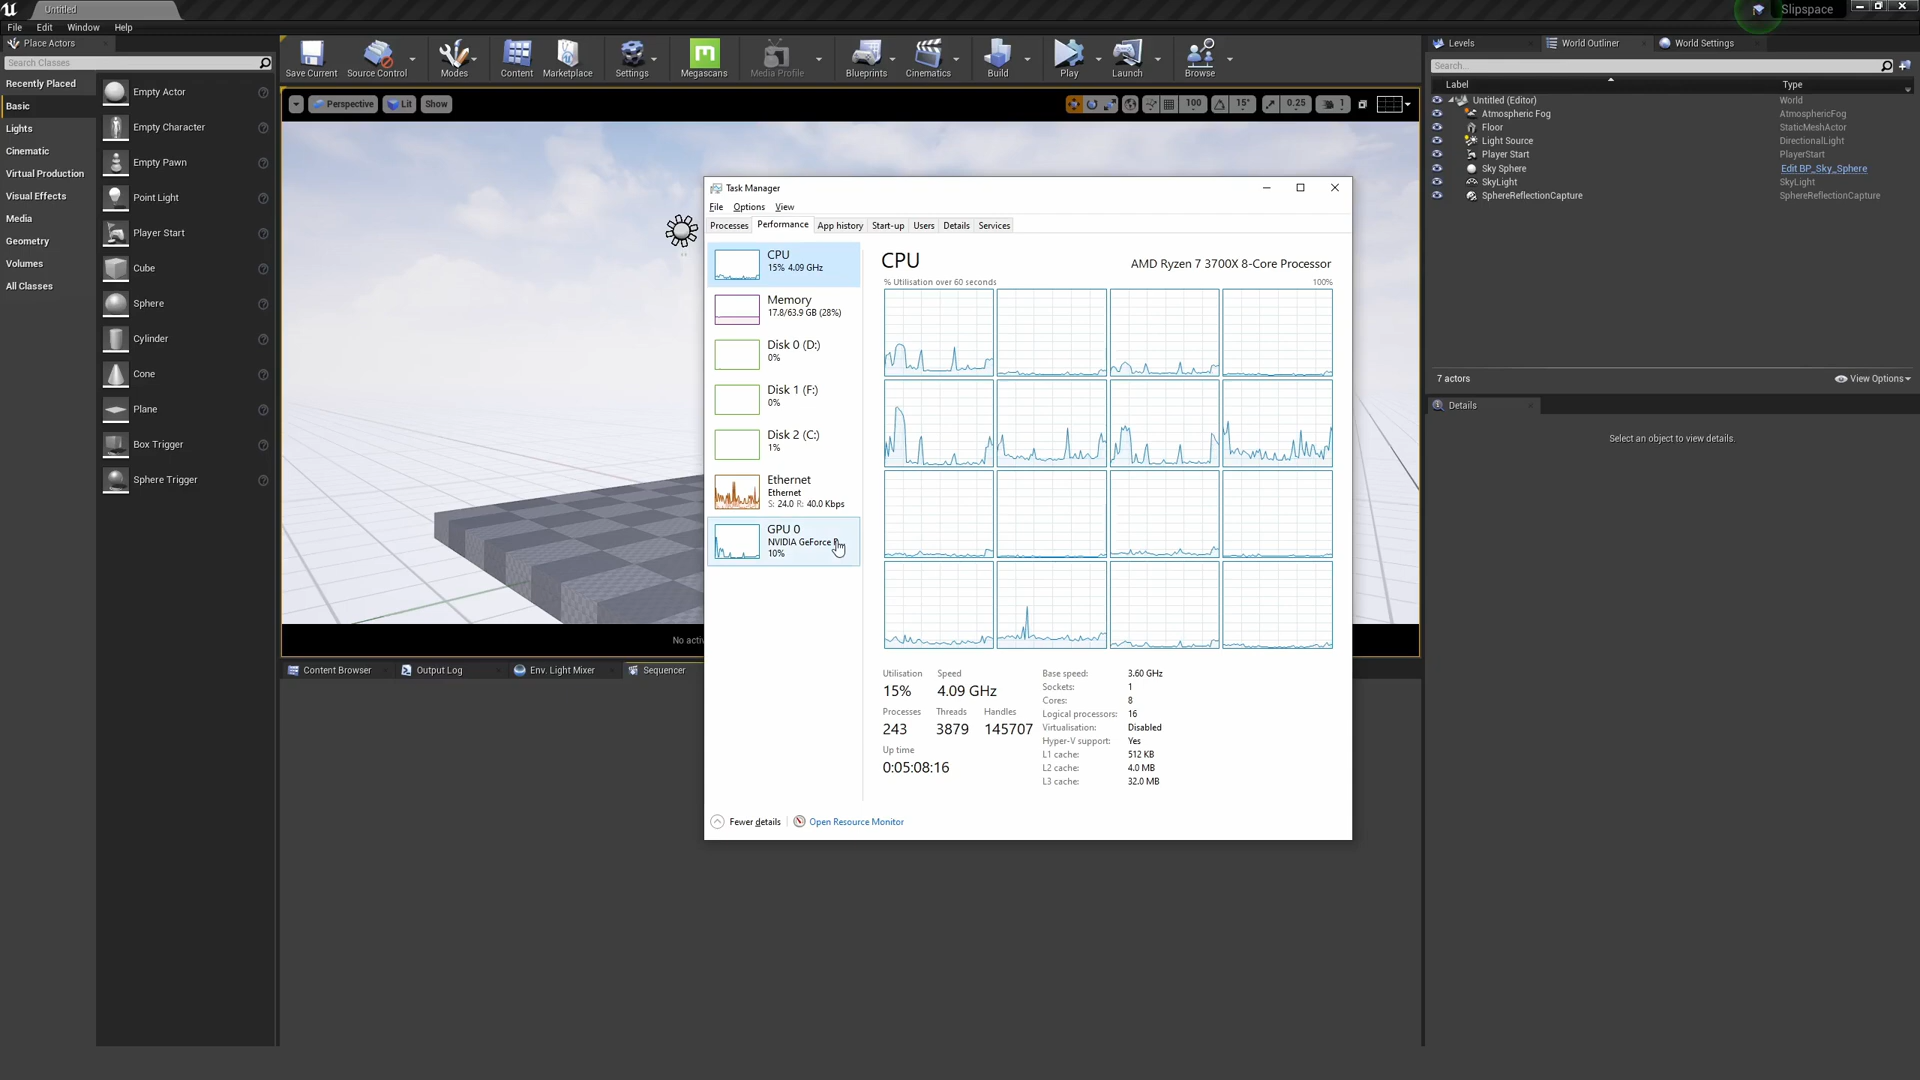 Untitled
Slipspace
File Edit Window Help
Place Actors
Search Classes
Recently Placed
Basic
Lights
Cinematic
Virtual Production
Visual Effects
Media
Geometry
Volumes
All Classes
Empty Actor
Empty Character
Empty Pawn
Point Light
Player Start
Cube
Sphere
Cylinder
Cone
Plane
Box Trigger
Sphere Trigger
Save Current
Source Control
Modes
Content
Marketplace
Settings
Megascans
Media Profile
Blueprints
Cinematics
Build
Play
Launch
Browse
Perspective Lit Show
100 15° 0.25 1
No activ
Content Browser
Output Log
Env. Light Mixer
Sequencer
Task Manager
File Options View
Processes Performance App history Start-up Users Details Services
CPU
15% 4.09 GHz
Memory
17.8/63.9 GB (28%)
Disk 0 (D:)
0%
Disk 1 (F:)
0%
Disk 2 (C:)
1%
Ethernet
Ethernet
S: 24.0 R: 40.0 Kbps
GPU 0
NVIDIA GeForce
10%
CPU
AMD Ryzen 7 3700X 8-Core Processor
% Utilisation over 60 seconds 100%
Utilisation Speed
15% 4.09 GHz
Processes Threads Handles
243 3879 145707
Up time
0:05:08:16
Base speed: 3.60 GHz
Sockets: 1
Cores: 8
Logical processors: 16
Virtualisation: Disabled
Hyper-V support: Yes
L1 cache: 512 KB
L2 cache: 4.0 MB
L3 cache: 32.0 MB
Fewer details Open Resource Monitor
Levels
World Outliner
World Settings
Search...
Label Type
Untitled (Editor) World
Atmospheric Fog AtmosphericFog
Floor StaticMeshActor
Light Source DirectionalLight
Player Start PlayerStart
Sky Sphere Edit BP_Sky_Sphere
SkyLight SkyLight
SphereReflectionCapture SphereReflectionCapture
7 actors View Options
Details
Select an object to view details.